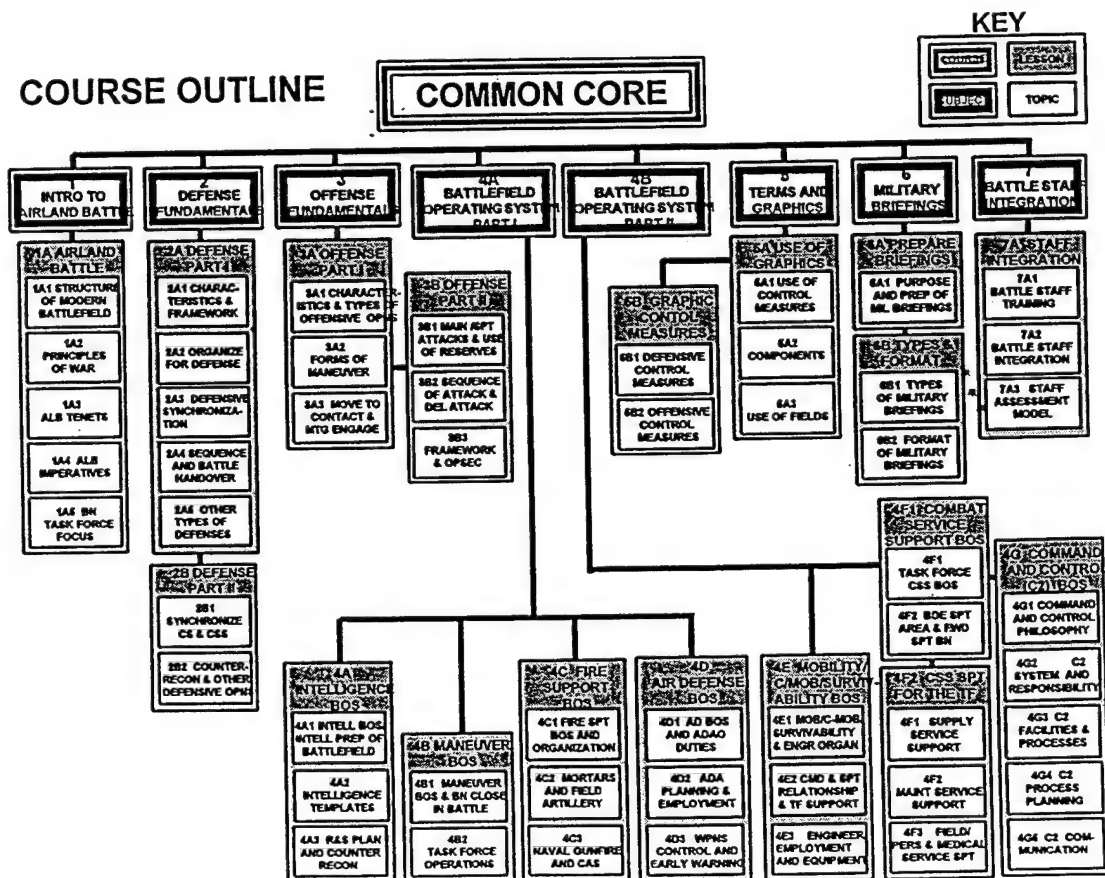 KEY
COURSE
LESSON
SUBJECT
TOPIC
COURSE OUTLINE
COMMON CORE
1
INTRO TO
AIRLAND BATTLE
2
DEFENSE
FUNDAMENTALS
3
OFFENSE
FUNDAMENTALS
4A
BATTLEFIELD
OPERATING SYSTEM
PART I
4B
BATTLEFIELD
OPERATING SYSTEM
PART II
5
TERMS AND
GRAPHICS
6
MILITARY
BRIEFINGS
7
BATTLE STAFF
INTEGRATION
1A AIRLAND
BATTLE
1A1 STRUCTURE
OF MODERN
BATTLEFIELD
1A2
PRINCIPLES
OF WAR
1A3
ALB TENETS
1A4 ALB
IMPERATIVES
1A5 BN
TASK FORCE
FOCUS
2A DEFENSE
PART I
2A1 CHARAC-
TERISTICS &
FRAMEWORK
2A2 ORGANIZE
FOR DEFENSE
2A3 DEFENSIVE
SYNCHRONIZA-
TION
2A4 SEQUENCE
AND BATTLE
HANDOVER
2A5 OTHER
TYPES OF
DEFENSES
2B DEFENSE
PART II
2B1
SYNCHRONIZE
CS & CSS
2B2 COUNTER-
RECON & OTHER
DEFENSIVE OPNS
3A OFFENSE
PART I
3A1 CHARACTER-
ISTICS & TYPES OF
OFFENSIVE OPNS
3A2
FORMS OF
MANEUVER
3A3 MOVE TO
CONTACT &
MTG ENGAGE
3B OFFENSE
PART II
3B1 MAIN /SPT
ATTACKS & USE
OF RESERVES
3B2 SEQUENCE
OF ATTACK &
DEL ATTACK
3B3
FRAMEWORK
& OPSEC
5B GRAPHIC
CONTOL
MEASURES
5B1 DEFENSIVE
CONTROL
MEASURES
5B2 OFFENSIVE
CONTROL
MEASURES
5A USE OF
GRAPHICS
5A1 USE OF
CONTROL
MEASURES
5A2
COMPONENTS
5A3
USE OF FIELDS
6A PREPARE
BRIEFINGS
6A1 PURPOSE
AND PREP OF
MIL BRIEFINGS
6B TYPES &
FORMAT
6B1 TYPES
OF MILITARY
BRIEFINGS
6B2 FORMAT
OF MILITARY
BRIEFINGS
7A STAFF
INTEGRATION
7A1
BATTLE STAFF
TRAINING
7A2
BATTLE STAFF
INTEGRATION
7A3 STAFF
ASSESSMENT
MODEL
4A
INTELLIGENCE
BOS
4A1 INTELL BOS-
INTELL PREP OF
BATTLEFIELD
4A2
INTELLIGENCE
TEMPLATES
4A3 R&S PLAN
AND COUNTER
RECON
4B MANEUVER
BOS
4B1 MANEUVER
BOS & BN CLOSE
IN BATTLE
4B2
TASK FORCE
OPERATIONS
4C FIRE
SUPPORT
BOS
4C1 FIRE SPT
BOS AND
ORGANIZATION
4C2 MORTARS
AND FIELD
ARTILLERY
4C3
NAVAL GUNFIRE
AND CAS
4D
AIR DEFENSE
BOS
4D1 AD BOS
AND ADAO
DUTIES
4D2 ADA
PLANNING &
EMPLOYMENT
4D3 WPNS
CONTROL AND
EARLY WARNING
4E MOBILITY/
C/MOB/SURVIV
ABILITY BOS
4E1 MOB/C-MOB,
SURVIVABILITY
& ENGR ORGAN
4E2 CMD & SPT
RELATIONSHIP
& TF SUPPORT
4E3 ENGINEER
EMPLOYMENT
AND EQUIPMENT
4F1 COMBAT
SERVICE
SUPPORT BOS
4F1
TASK FORCE
CSS BOS
4F2 BDE SPT
AREA & FWD
SPT BN
4F2 CSS SPT
FOR THE TF
4F1 SUPPLY
SERVICE
SUPPORT
4F2
MAINT SERVICE
SUPPORT
4F3 FIELD/
PERS & MEDICAL
SERVICE SPT
4G COMMAND
AND CONTROL
(C2) BOS
4G1 COMMAND
AND CONTROL
PHILOSOPHY
4G2 C2
SYSTEM AND
RESPONSIBILITY
4G3 C2
FACILITIES &
PROCESSES
4G4 C2
PROCESS
PLANNING
4G5 C2 COM-
MUNICATION